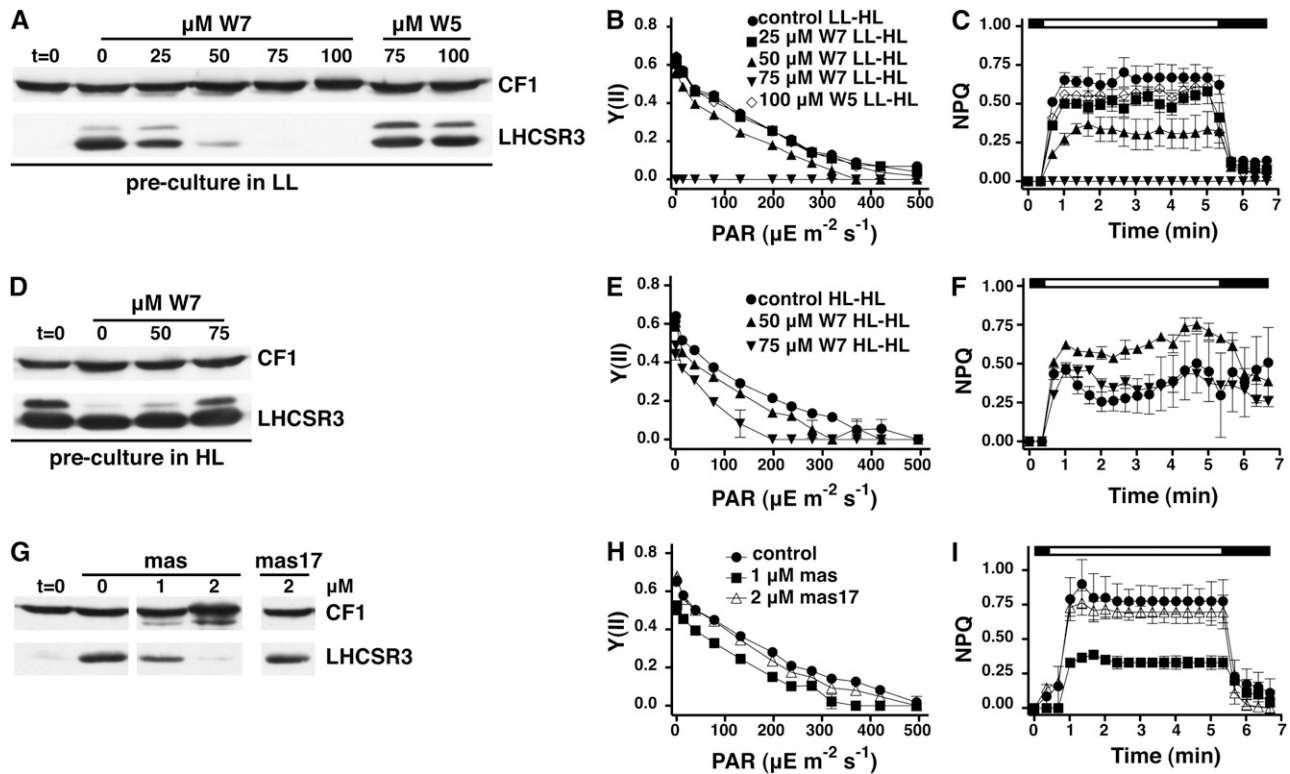 A
µM W7
µM W5
t=0 0 25 50 75 100 75 100
CF1
LHCSR3
pre-culture in LL
B
control LL-HL
25 µM W7 LL-HL
50 µM W7 LL-HL
75 µM W7 LL-HL
100 µM W5 LL-HL
Y(II)
0.8
0.6
0.4
0.2
0.0
0 100 200 300 400 500
PAR (µE m⁻² s⁻¹)
C
NPQ
1.00
0.75
0.50
0.25
0.00
0 1 2 3 4 5 6 7
Time (min)
D
µM W7
t=0 0 50 75
CF1
LHCSR3
pre-culture in HL
E
control HL-HL
50 µM W7 HL-HL
75 µM W7 HL-HL
Y(II)
0.8
0.6
0.4
0.2
0.0
0 100 200 300 400 500
PAR (µE m⁻² s⁻¹)
F
NPQ
1.00
0.75
0.50
0.25
0.00
0 1 2 3 4 5 6 7
Time (min)
G
mas mas17
t=0 0 1 2 2 µM
CF1
LHCSR3
H
control
1 µM mas
2 µM mas17
Y(II)
0.8
0.6
0.4
0.2
0.0
0 100 200 300 400 500
PAR (µE m⁻² s⁻¹)
I
NPQ
1.00
0.75
0.50
0.25
0.00
0 1 2 3 4 5 6 7
Time (min)